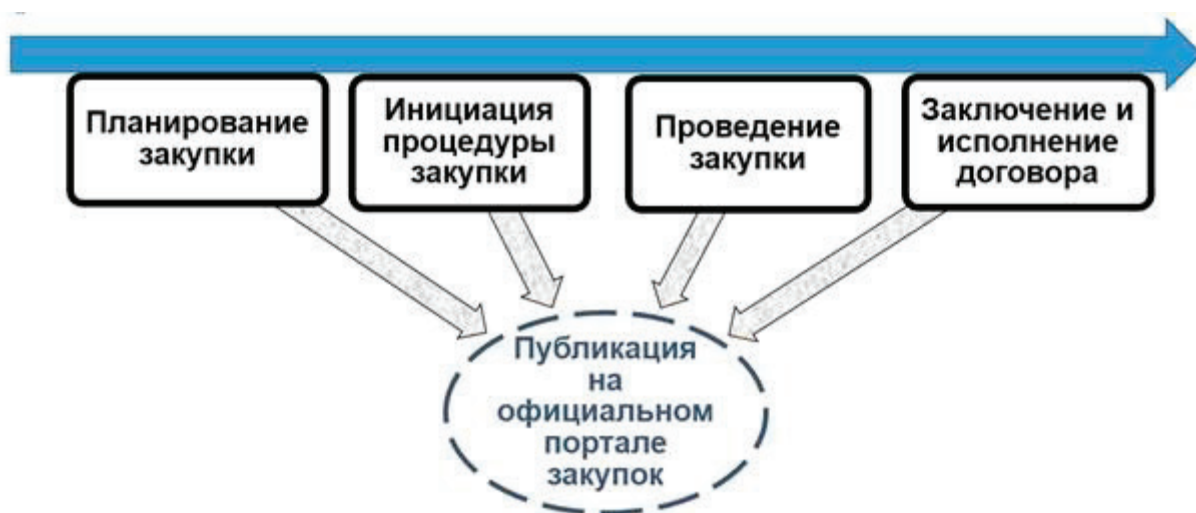 Планирование
закупки
Инициация
процедуры
закупки
Проведение
закупки
Заключение и
исполнение
договора
Публикация
на
официальном
портале
закупок